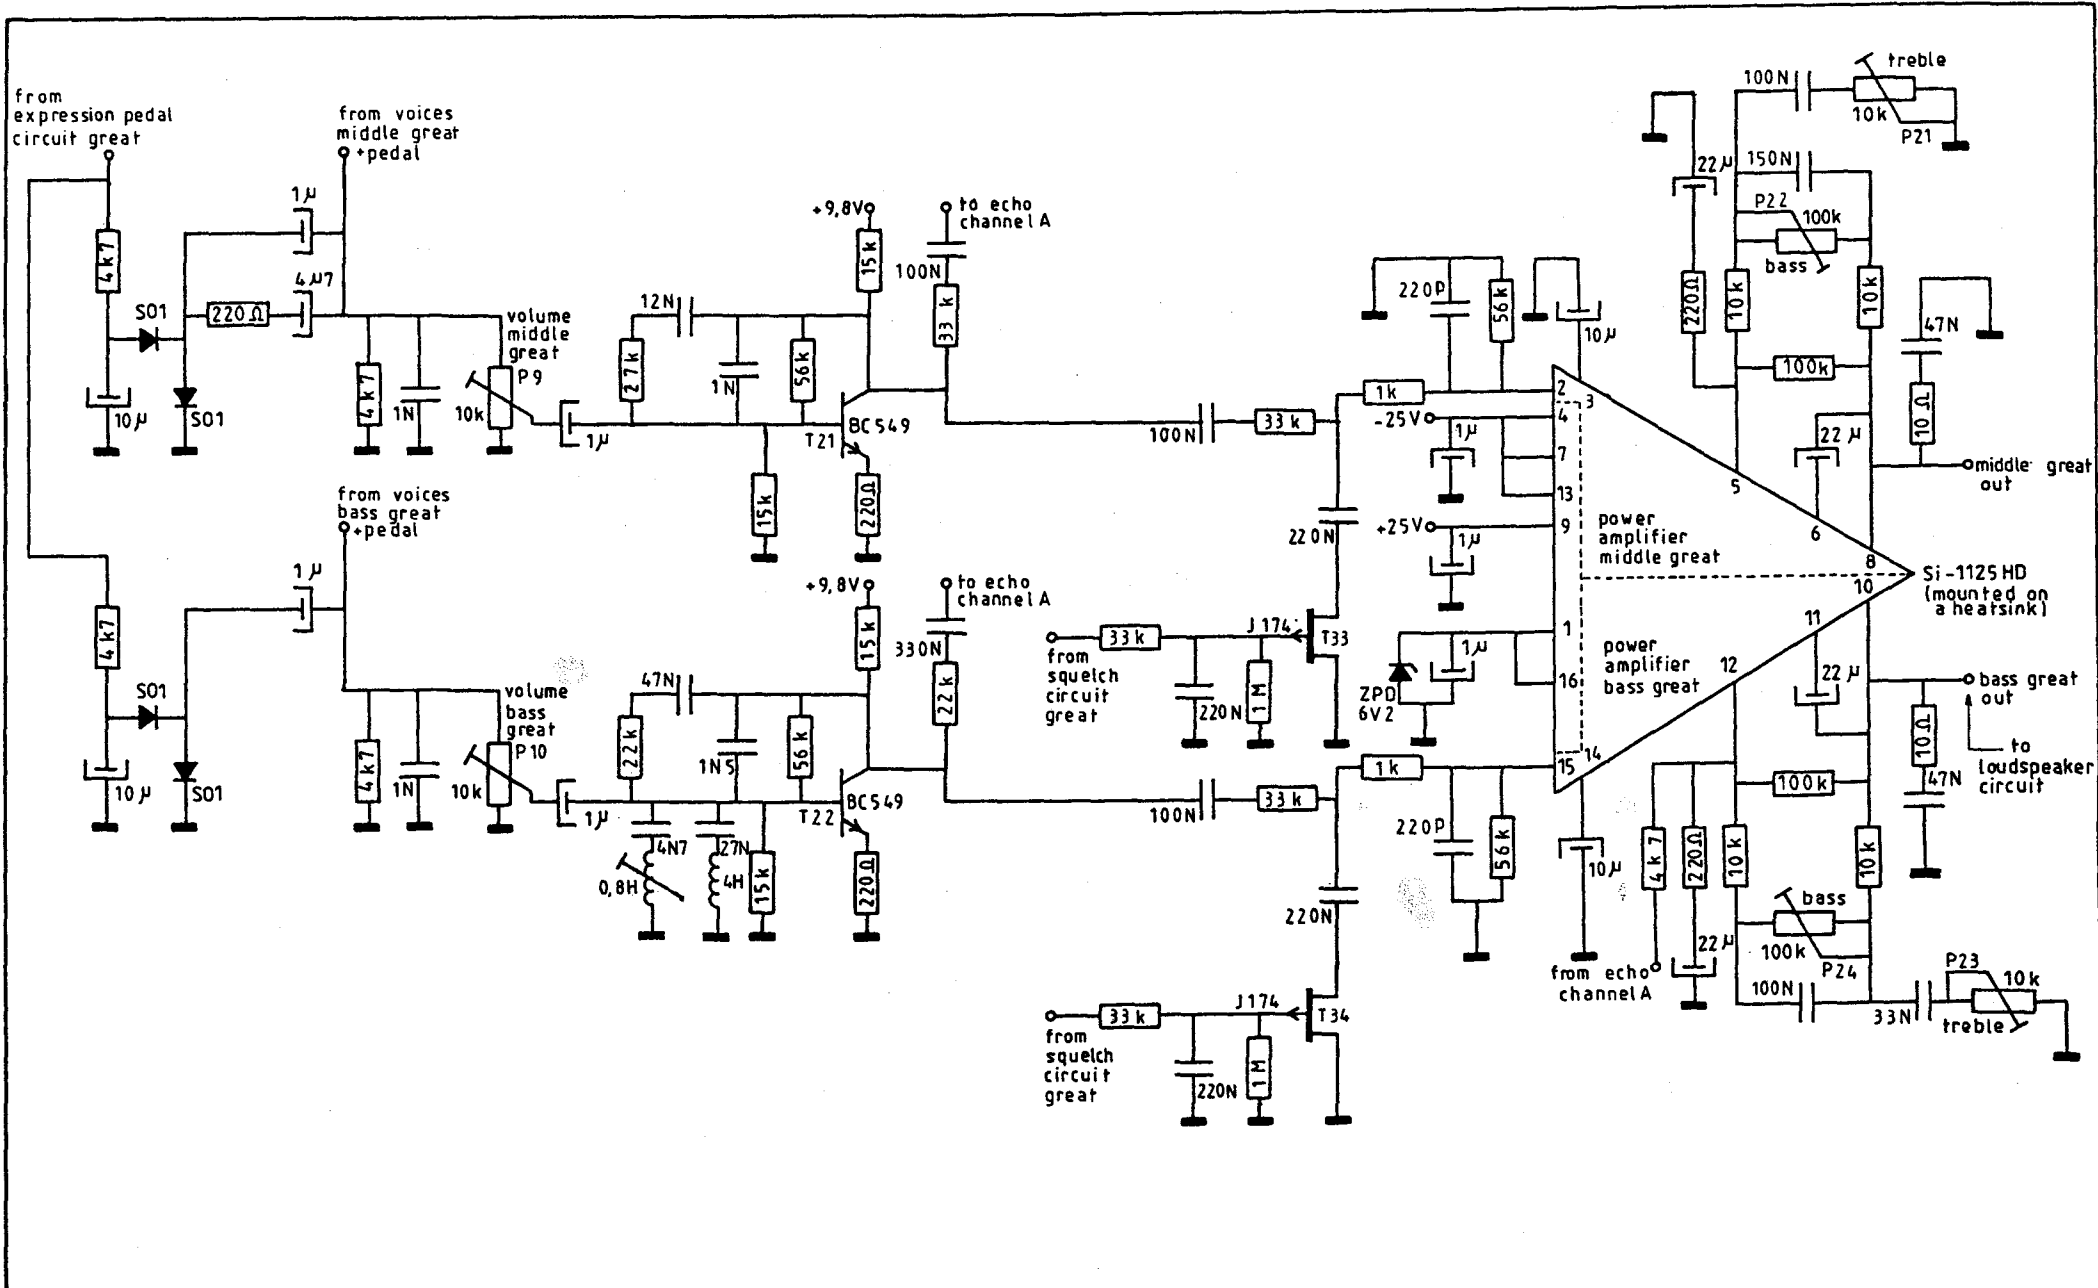 from
expression pedal
circuit great
from voices
middle great
+pedal
1µ
4k7
S01
220Ω
4µ7
10µ
S01
4k7
1N
volume
middle
great
P9
10k
1µ
12N
27k
1N
56k
+9,8V
15k
to echo
channel A
100N
33k
BC549
T21
15k
220Ω
100N
33k
220N
1k
220P
56k
10µ
-25V
1µ
+25V
1µ
2
3
4
7
13
9
1
16
15
14
5
6
8
10
11
12
power
amplifier
middle great
power
amplifier
bass great
Si-1125HD
(mounted on
a heatsink)
22µ
220Ω
10k
100N
treble
10k
P21
150N
P22
100k
bass
10k
100k
22µ
47N
10Ω
middle great
out
from voices
bass great
+pedal
1µ
4k7
S01
10µ
S01
4k7
1N
volume
bass
great
P10
10k
1µ
47N
22k
1N5
56k
+9,8V
15k
to echo
channel A
330N
22k
BC549
T22
4N7
0,8H
27N
4H
15k
220Ω
from
squelch
circuit
great
33k
220N
1M
J174
T33
ZPD
6V2
1µ
100N
33k
220N
1k
220P
56k
10µ
from
squelch
circuit
great
33k
220N
1M
J174
T34
4k7
220Ω
10k
22µ
from echo
channel A
100k
22µ
10k
bass
100k
P24
100N
33N
P23
10k
treble
10Ω
47N
bass great
out
to
loudspeaker
circuit